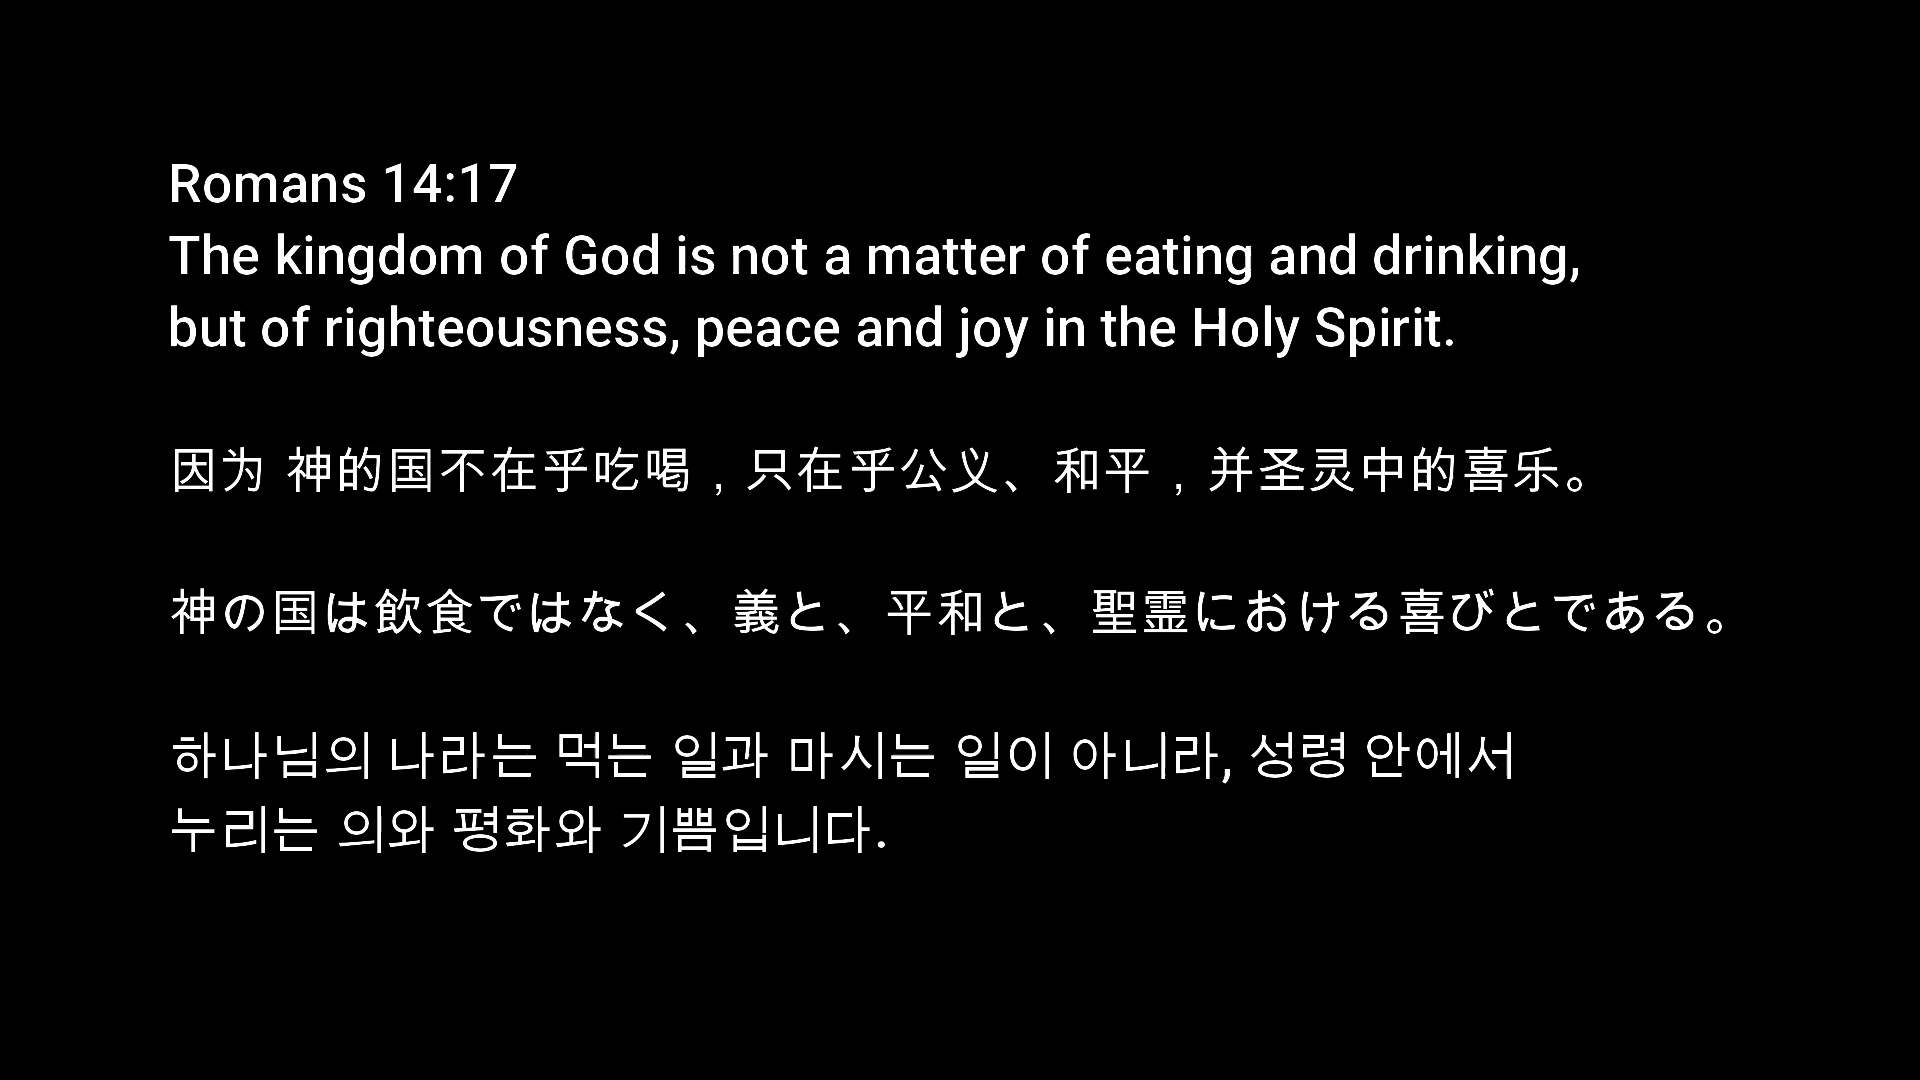 Romans 14:17
The kingdom of God is not a matter of eating and drinking,
but of righteousness, peace and joy in the Holy Spirit.
因为 神的国不在乎吃喝，只在乎公义、和平，并圣灵中的喜乐。
神の国は飲食ではなく、義と、平和と、聖霊における喜びとである。
하나님의 나라는 먹는 일과 마시는 일이 아니라, 성령 안에서
누리는 의와 평화와 기쁨입니다.